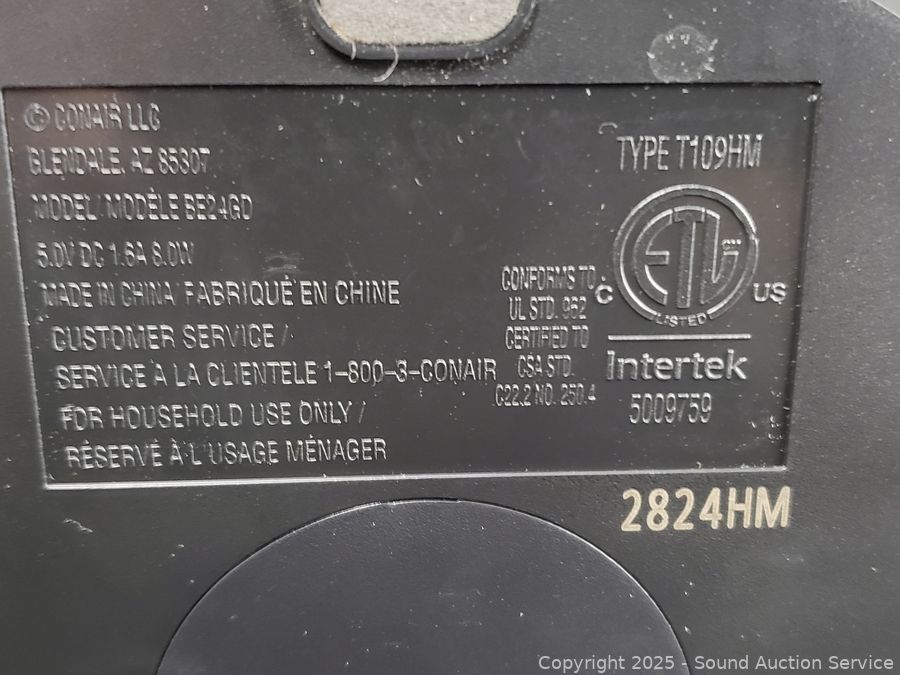 © CONAIR LLC
GLENDALE, AZ 85307
MODEL/MODÈLE BE24GD
5.0V DC 1.6A 8.0W
MADE IN CHINA/FABRIQUÉ EN CHINE
CUSTOMER SERVICE /
SERVICE À LA CLIENTELE 1-800-3-CONAIR
FOR HOUSEHOLD USE ONLY /
RÉSERVÉ À L'USAGE MÉNAGER
CONFORMS TO
UL STD. 962
CERTIFIED TO
CSA STD.
C22.2 NO. 250.4
TYPE T109HM
ETL
C LISTED US
Intertek
5009759
2824HM
Copyright 2025 - Sound Auction Service